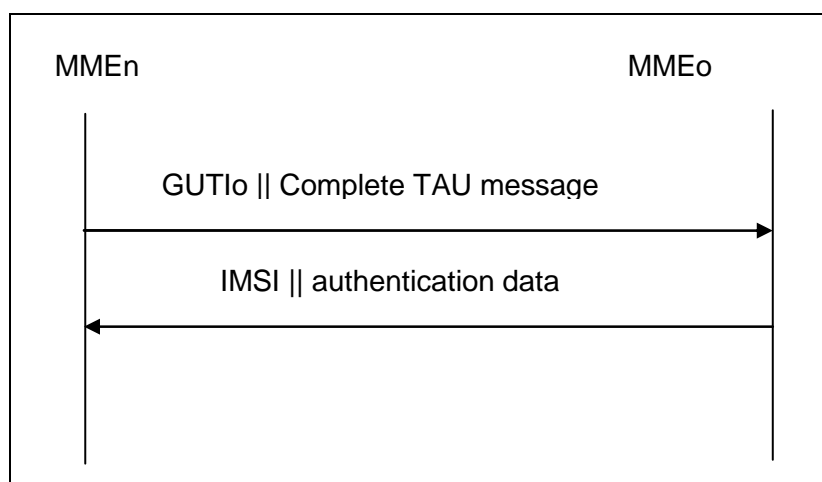 MMEn
MMEo
GUTIo || Complete TAU message
IMSI || authentication data